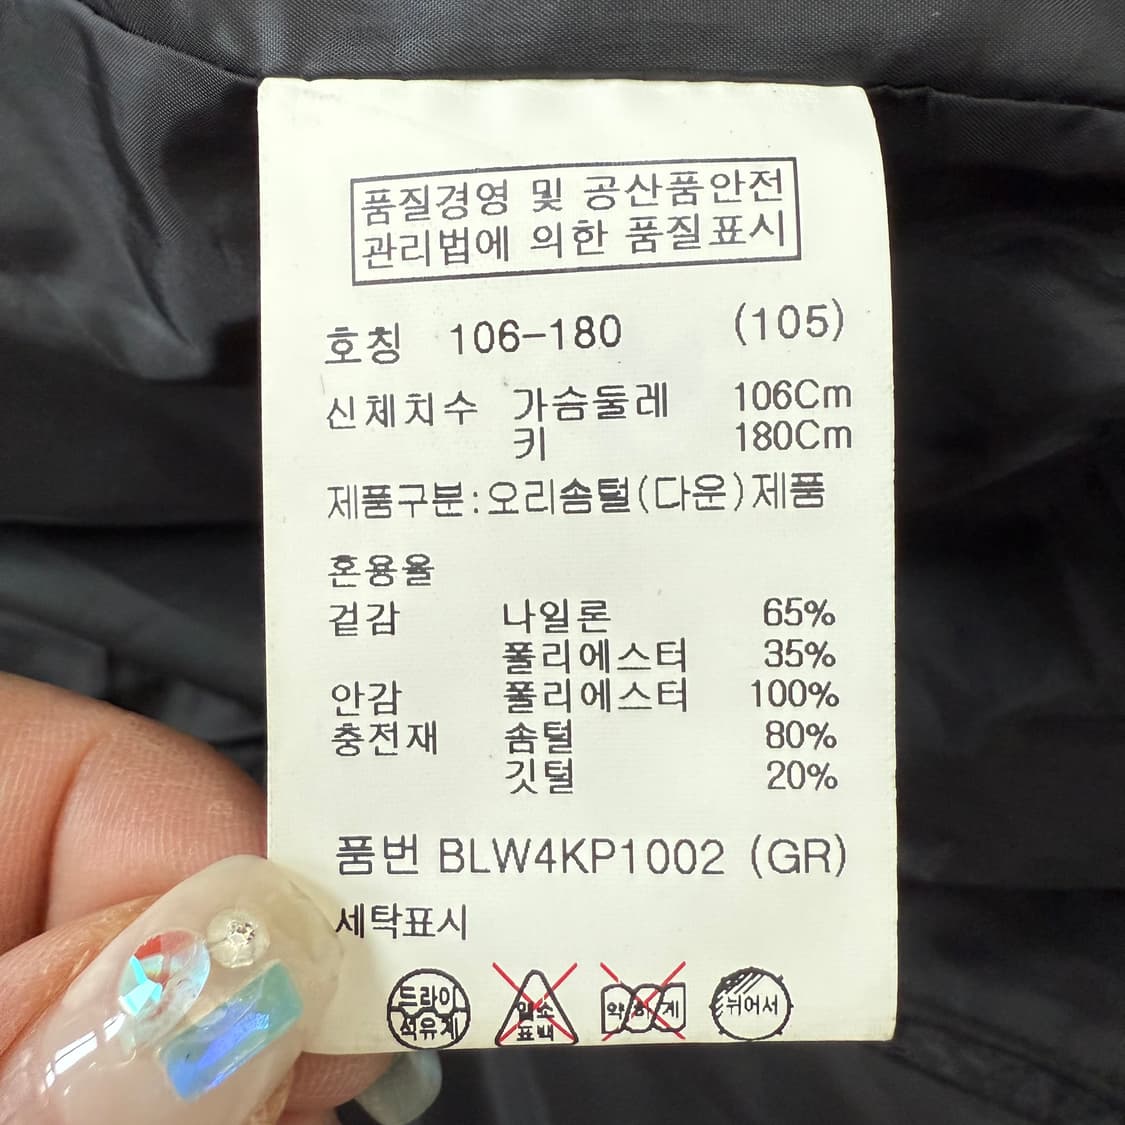 품질경영 및 공산품안전
관리법에 의한 품질표시
호칭 106-180 (105)
신체치수 가슴둘레 106Cm
키 180Cm
제품구분:오리솜털(다운)제품
혼용율
겉감 나일론 65%
폴리에스터 35%
안감 폴리에스터 100%
충전재 솜털 80%
깃털 20%
품번 BLW4KP1002 (GR)
세탁표시
드라이 염소 약하게 뉘어서
석유계 표백